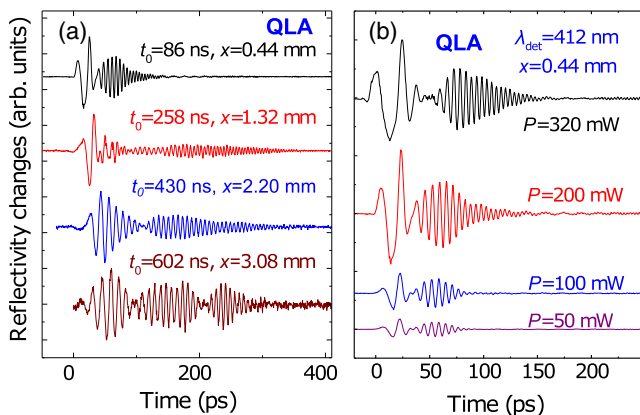 Reflectivity changes (arb. units)
(a)
QLA
t0=86 ns, x=0.44 mm
t0=258 ns, x=1.32 mm
t0=430 ns, x=2.20 mm
t0=602 ns, x=3.08 mm
0 200 400
Time (ps)
(b)
QLA
λdet=412 nm
x=0.44 mm
P=320 mW
P=200 mW
P=100 mW
P=50 mW
0 50 100 150 200
Time (ps)